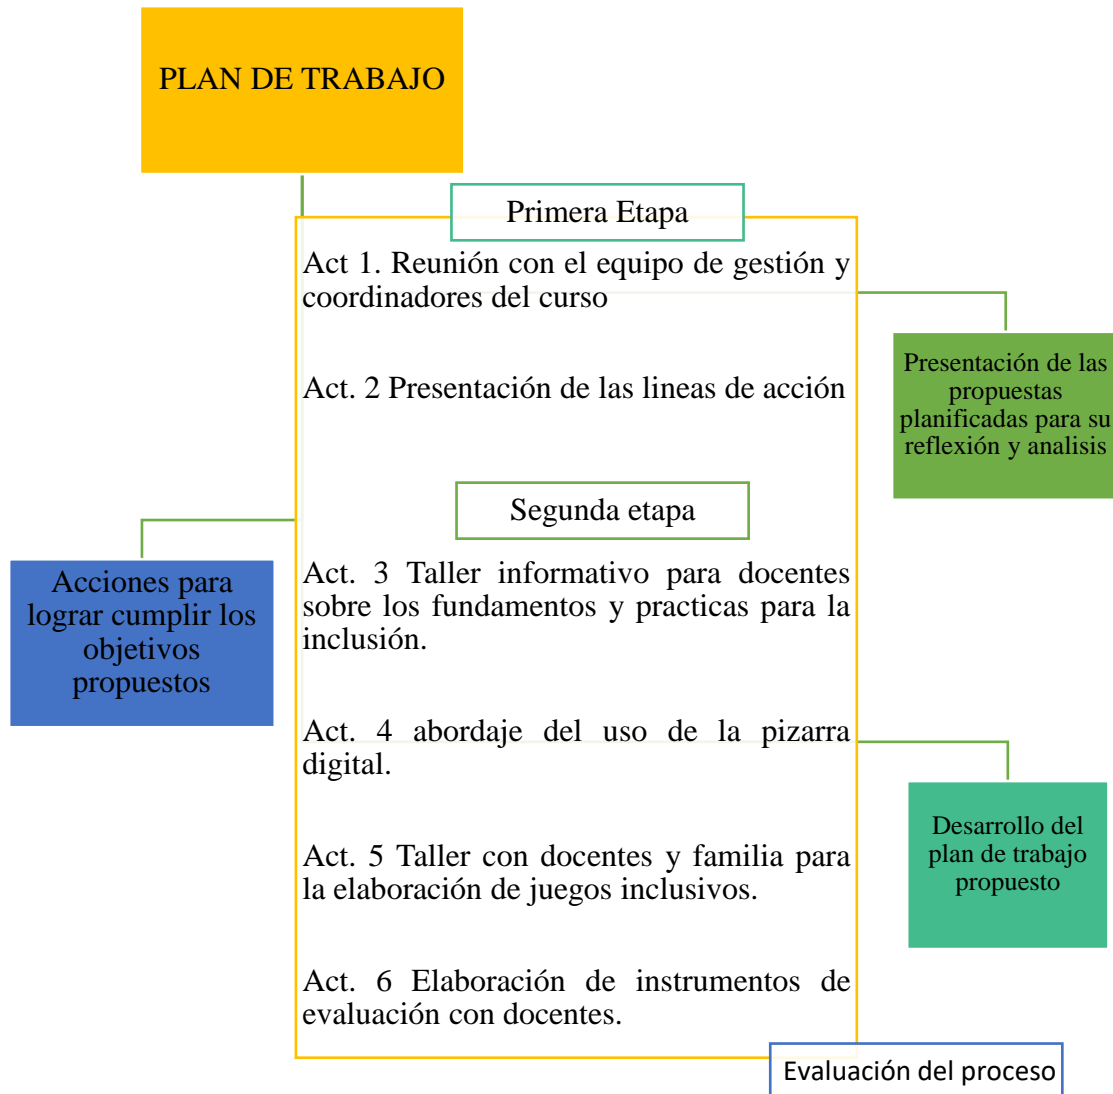 PLAN DE TRABAJO
Primera Etapa
Act 1. Reunión con el equipo de gestión y
coordinadores del curso
Act. 2 Presentación de las lineas de acción
Presentación de las
propuestas
planificadas para su
reflexión y analisis
Segunda etapa
Acciones para
lograr cumplir los
objetivos
propuestos
Act. 3 Taller informativo para docentes
sobre los fundamentos y practicas para la
inclusión.
Act. 4 abordaje del uso de la pizarra
digital.
Act. 5 Taller con docentes y familia para
la elaboración de juegos inclusivos.
Desarrollo del
plan de trabajo
propuesto
Act. 6 Elaboración de instrumentos de
evaluación con docentes.
Evaluación del proceso